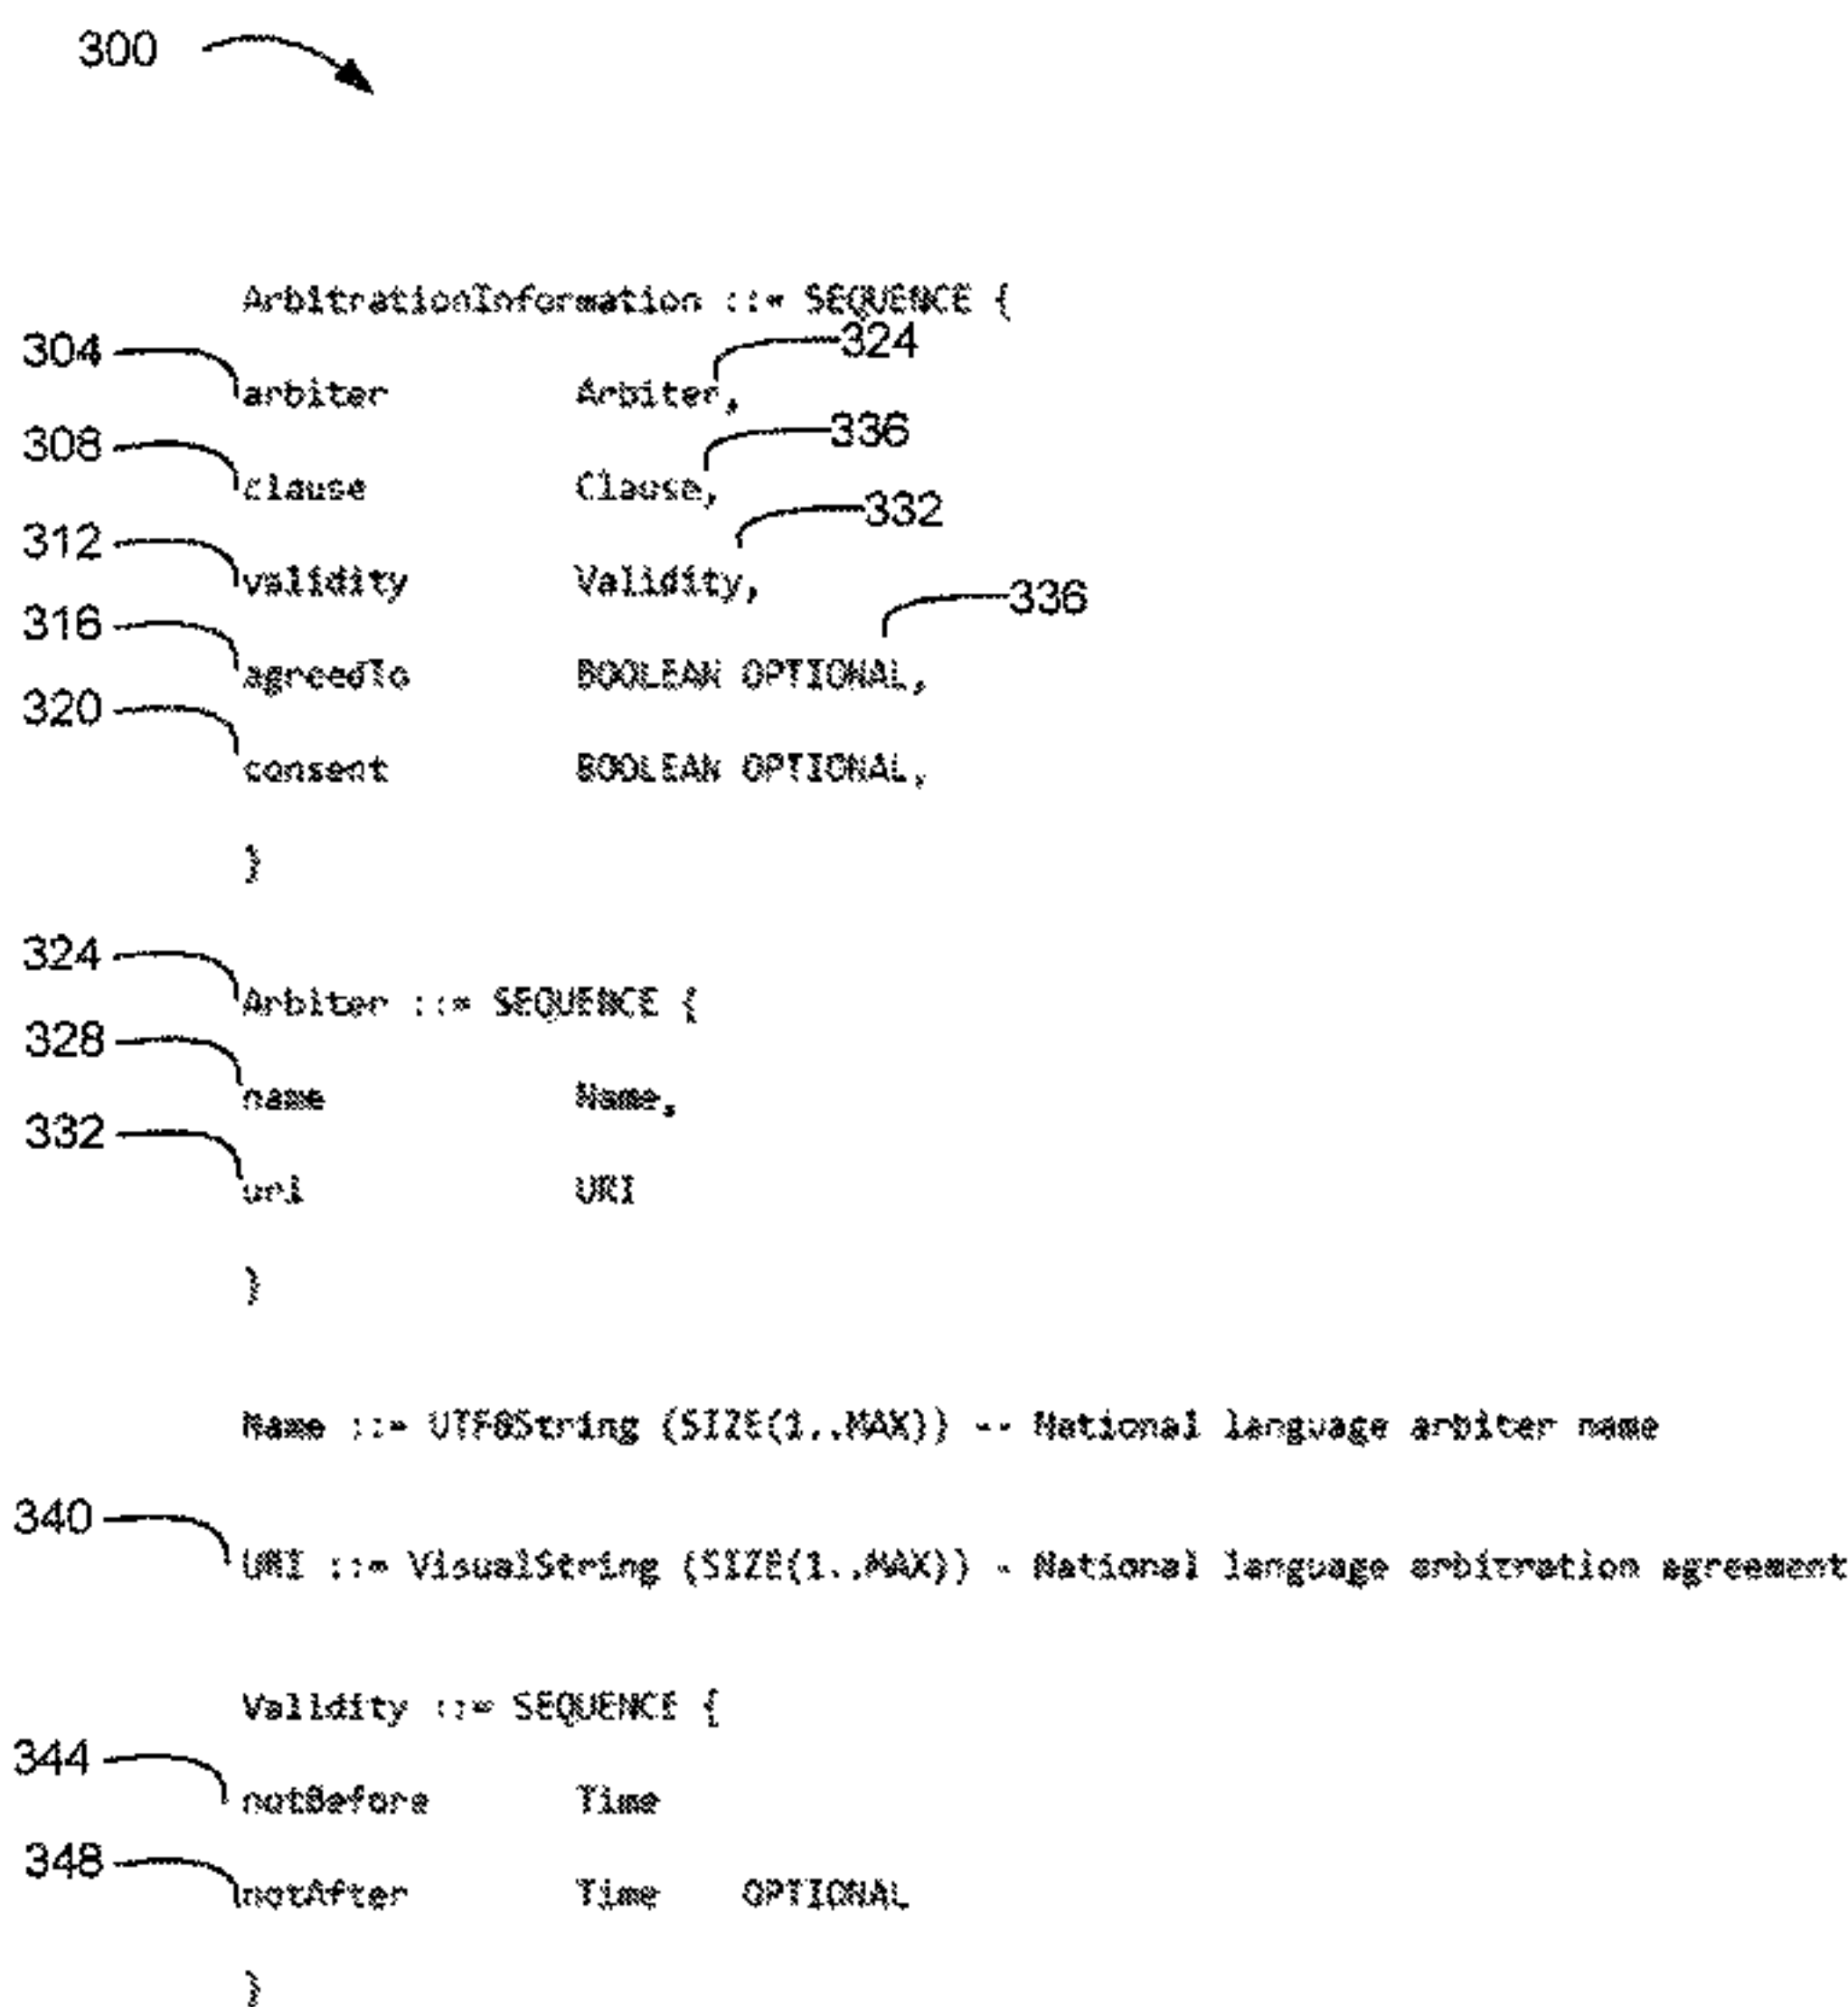 300
ArbitrationInformation ::= SEQUENCE {
304 324
arbiter Arbiter,
308 336
clause Clause,
312 332
validity Validity,
316 336
agreedTo BOOLEAN OPTIONAL,
320
consent BOOLEAN OPTIONAL,
}
324
Arbiter ::= SEQUENCE {
328
name Name,
332
uri URI
}
Name ::= UTF8String (SIZE(1..MAX)) -- National language arbiter name
340
URI ::= VisualString (SIZE(1..MAX)) - National language arbitration agreement
Validity ::= SEQUENCE {
344
notBefore Time
348
notAfter Time OPTIONAL
}